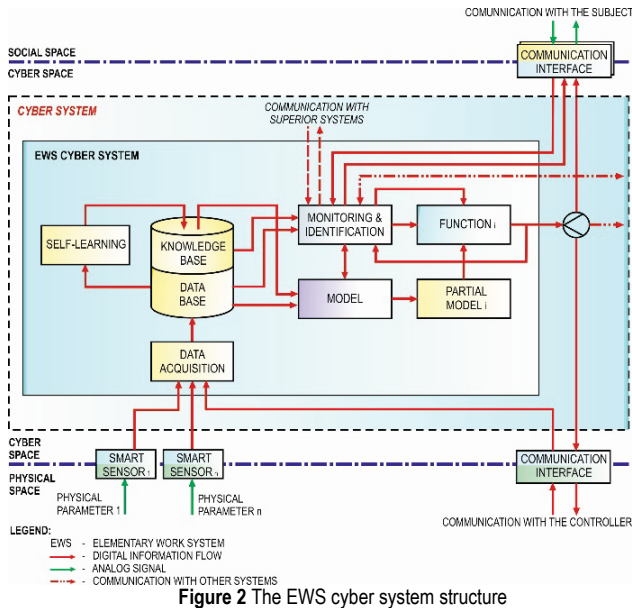 COMUNNICATION WITH THE SUBJECT
SOCIAL SPACE
CYBER SPACE
COMMUNICATION
INTERFACE
CYBER SYSTEM
COMMUNICATION WITH
SUPERIOR SYSTEMS
EWS CYBER SYSTEM
SELF-LEARNING
KNOWLEDGE
BASE
DATA
BASE
MONITORING &
IDENTIFICATION
FUNCTION i
MODEL
PARTIAL
MODEL i
DATA
ACQUISITION
CYBER
SPACE
PHYSICAL
SPACE
SMART
SENSOR 1
SMART
SENSOR n
COMMUNICATION
INTERFACE
PHYSICAL
PARAMETER 1
PHYSICAL
PARAMETER n
COMMUNICATION WITH THE CONTROLLER
LEGEND:
EWS - ELEMENTARY WORK SYSTEM
- DIGITAL INFORMATION FLOW
- ANALOG SIGNAL
- COMMUNICATION WITH OTHER SYSTEMS
Figure 2 The EWS cyber system structure